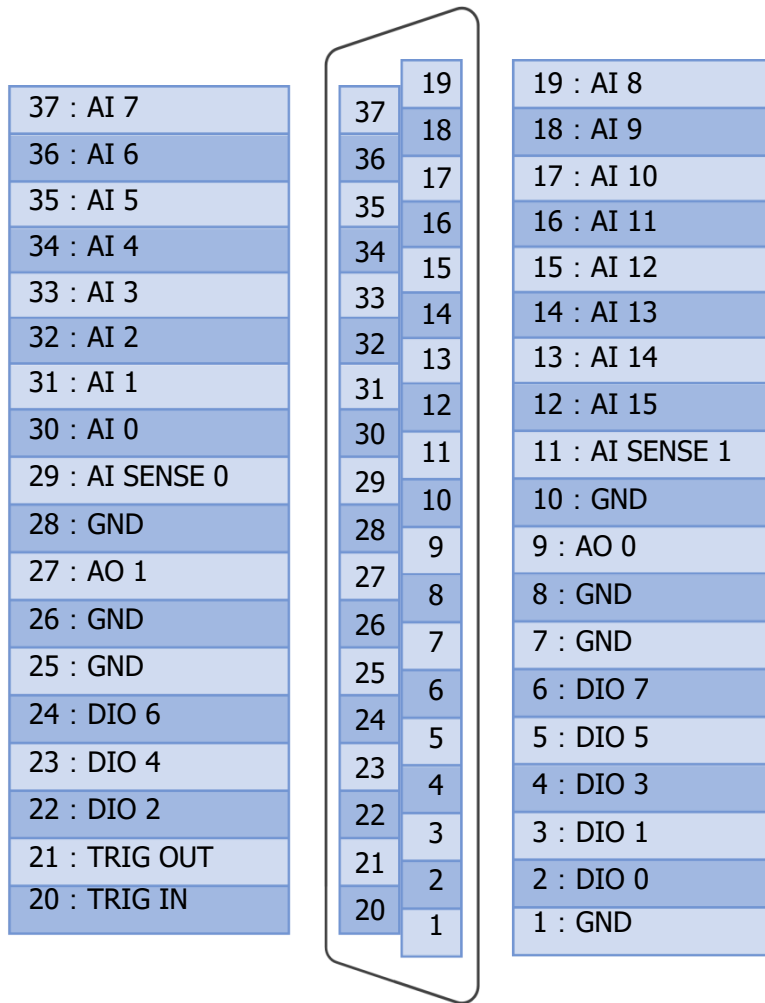 37 : AI 7
36 : AI 6
35 : AI 5
34 : AI 4
33 : AI 3
32 : AI 2
31 : AI 1
30 : AI 0
29 : AI SENSE 0
28 : GND
27 : AO 1
26 : GND
25 : GND
24 : DIO 6
23 : DIO 4
22 : DIO 2
21 : TRIG OUT
20 : TRIG IN
37
36
35
34
33
32
31
30
29
28
27
26
25
24
23
22
21
20
19
18
17
16
15
14
13
12
11
10
9
8
7
6
5
4
3
2
1
19 : AI 8
18 : AI 9
17 : AI 10
16 : AI 11
15 : AI 12
14 : AI 13
13 : AI 14
12 : AI 15
11 : AI SENSE 1
10 : GND
9 : AO 0
8 : GND
7 : GND
6 : DIO 7
5 : DIO 5
4 : DIO 3
3 : DIO 1
2 : DIO 0
1 : GND